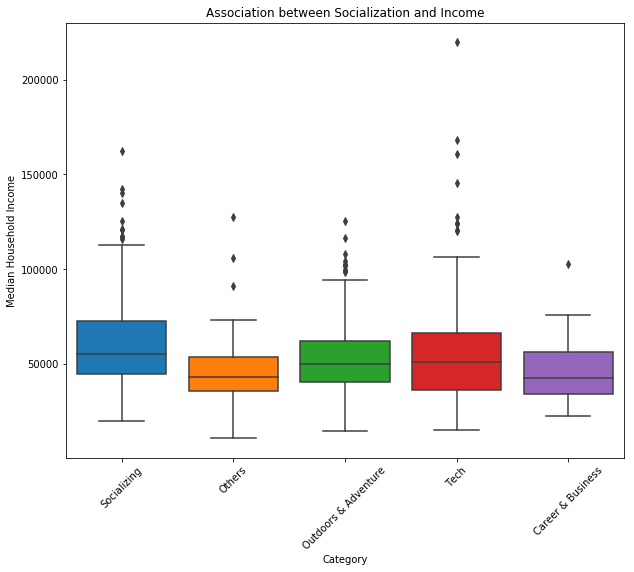 Association between Socialization and Income
Median Household Income
200000
150000
100000
50000
Socializing
Others
Outdoors & Adventure
Tech
Career & Business
Category